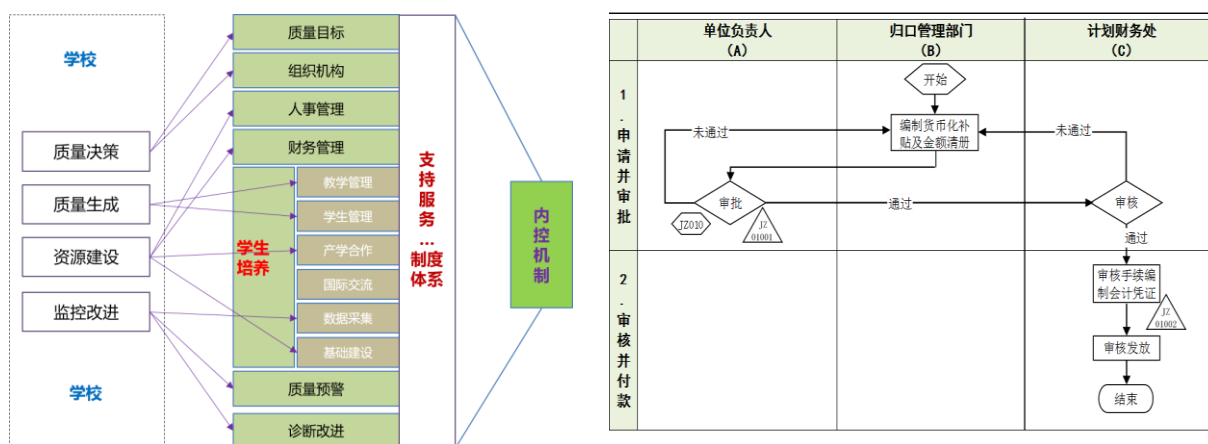 学校
质量决策
质量生成
资源建设
监控改进
学校
质量目标
组织机构
人事管理
财务管理
学生
培养
教学管理
学生管理
产学合作
国际交流
数据采集
基础建设
质量预警
诊断改进
支持服务…制度
体系
内控机制
单位负责人
（A）
归口管理部门
（B）
计划财务处
（C）
1.申请并审批
开始
未通过
编制货币化补
贴及金额清册
未通过
审批
JZ010
JZ
01001
通过
审核
通过
2.审核并付款
审核手续编
制会计凭证
JZ
01002
审核发放
结束